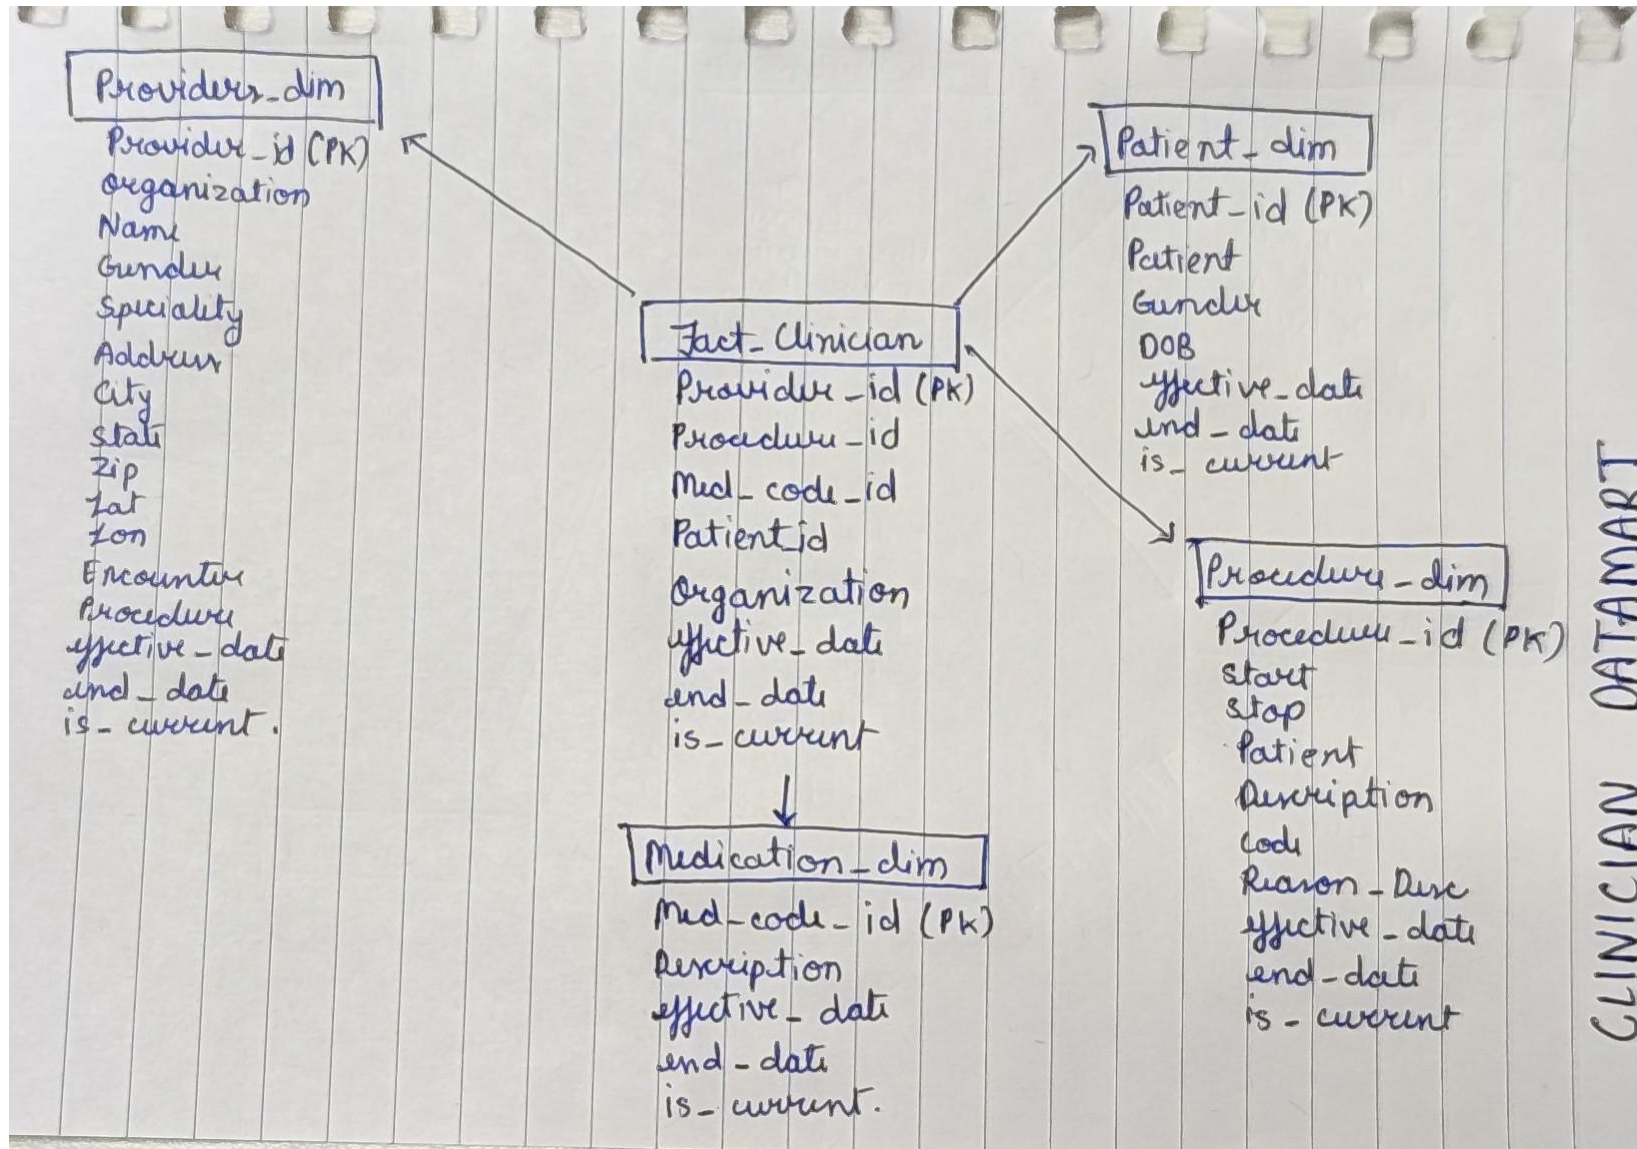 Providers_dim
Provider_id (PK)
Organization
Name
Gender
Speciality
Address
City
State
Zip
Lat
Lon
Encounter
Procedure
effective_date
end_date
is_current.
Fact_Clinician
Provider_id (PK)
Procedure_id
Med_code_id
Patient_id
Organization
effective_date
end_date
is_current
Medication_dim
Med_code_id (PK)
Description
effective_date
end_date
is_current.
Patient_dim
Patient_id (PK)
Patient
Gender
DOB
effective_date
end_date
is_current
Procedure_dim
Procedure_id (PK)
Start
Stop
Patient
Description
Code
Reason_Desc
effective_date
end_date
is_current
CLINICIAN DATAMART